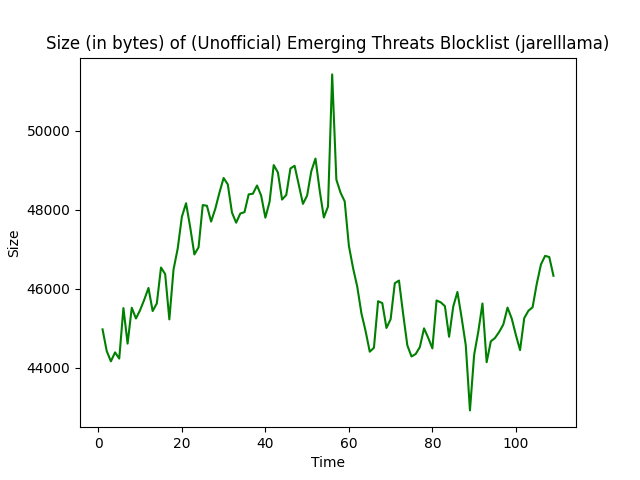 Size (in bytes) of (Unofficial) Emerging Threats Blocklist (jarelllama)
50000
48000
46000
44000
Size
0 20 40 60 80 100
Time